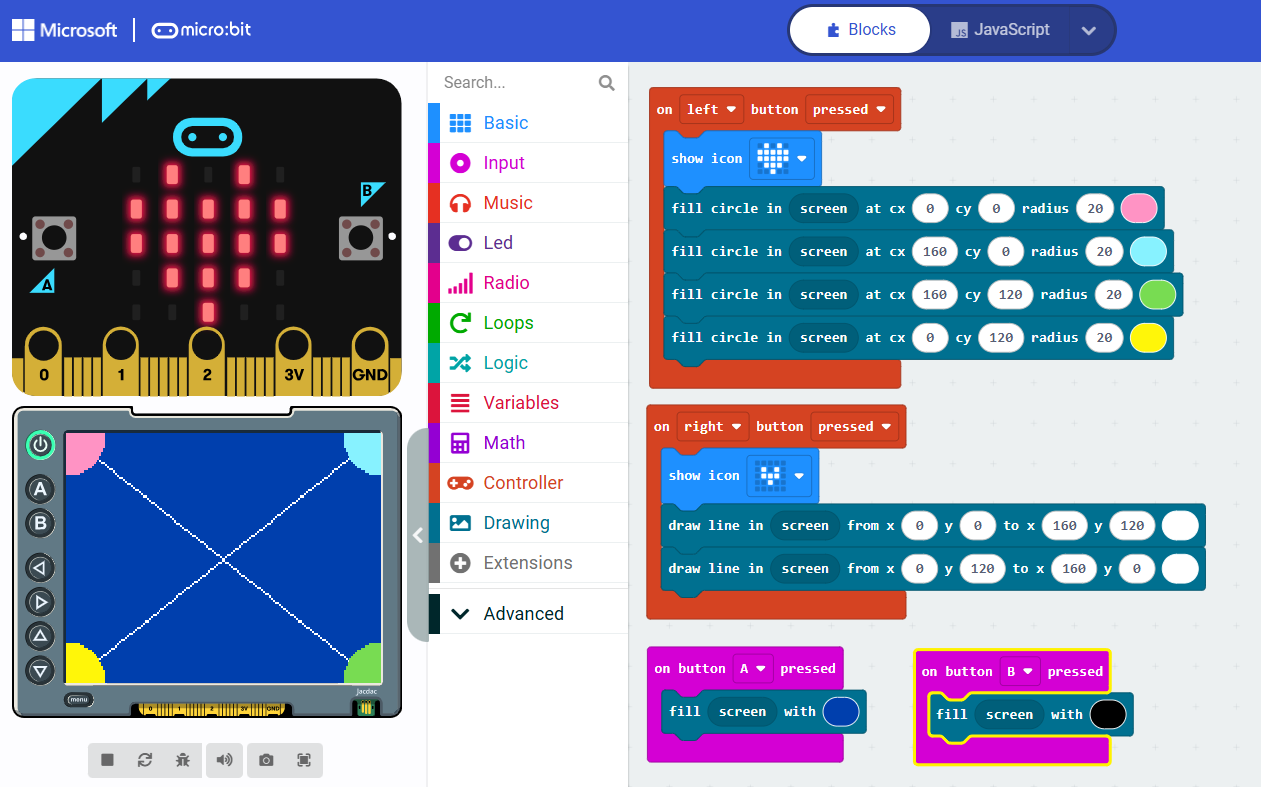 Microsoft micro:bit Blocks JS JavaScript
A
B
0 1 2 3V GND
A
B
menu
0 1 2 3V GND
Jacdac
Search...
Basic
Input
Music
Led
Radio
Loops
Logic
Variables
Math
Controller
Drawing
Extensions
Advanced
on left button pressed
show icon
fill circle in screen at cx 0 cy 0 radius 20
fill circle in screen at cx 160 cy 0 radius 20
fill circle in screen at cx 160 cy 120 radius 20
fill circle in screen at cx 0 cy 120 radius 20
on right button pressed
show icon
draw line in screen from x 0 y 0 to x 160 y 120
draw line in screen from x 0 y 120 to x 160 y 0
on button A pressed
fill screen with
on button B pressed
fill screen with